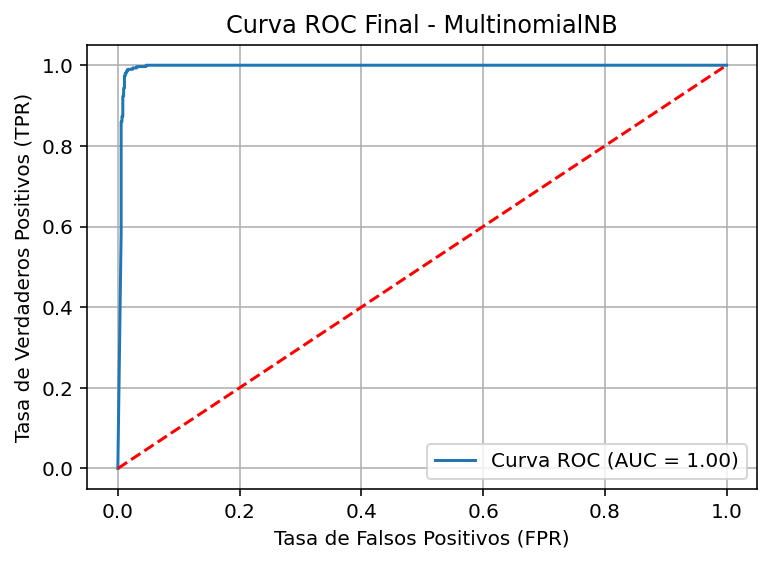 Curva ROC Final - MultinomialNB
Tasa de Verdaderos Positivos (TPR)
1.0
0.8
0.6
0.4
0.2
0.0
Curva ROC (AUC = 1.00)
0.0 0.2 0.4 0.6 0.8 1.0
Tasa de Falsos Positivos (FPR)